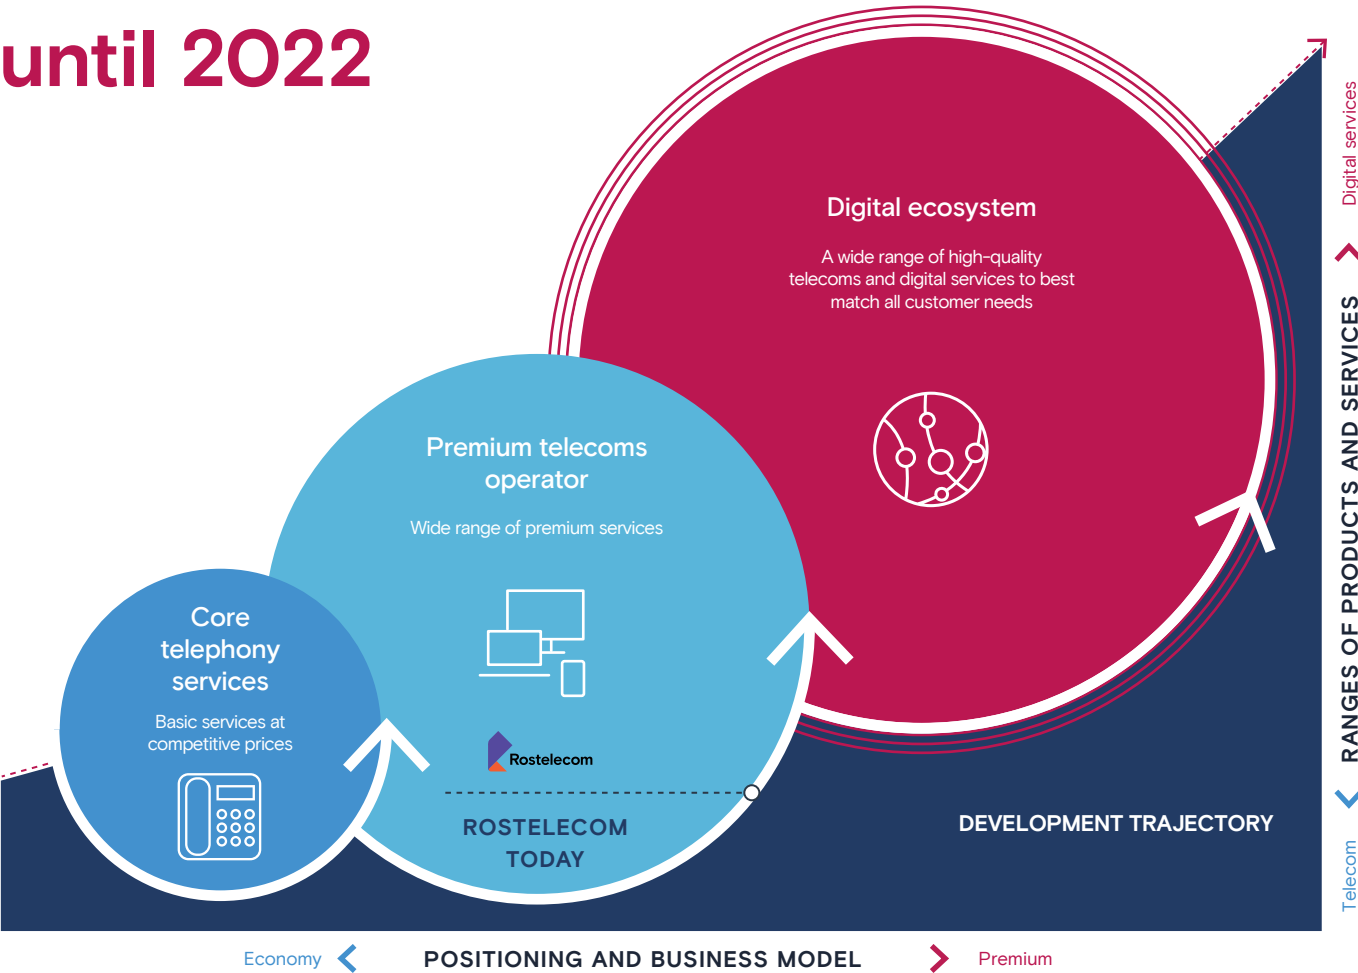 until 2022
Digital ecosystem
A wide range of high-quality
telecoms and digital services to best
match all customer needs
Premium telecoms
operator
Wide range of premium services
Core
telephony
services
Basic services at
competitive prices
Rostelecom
ROSTELECOM
TODAY
DEVELOPMENT TRAJECTORY
Digital services
RANGES OF PRODUCTS AND SERVICES
Telecom
Economy
POSITIONING AND BUSINESS MODEL
Premium